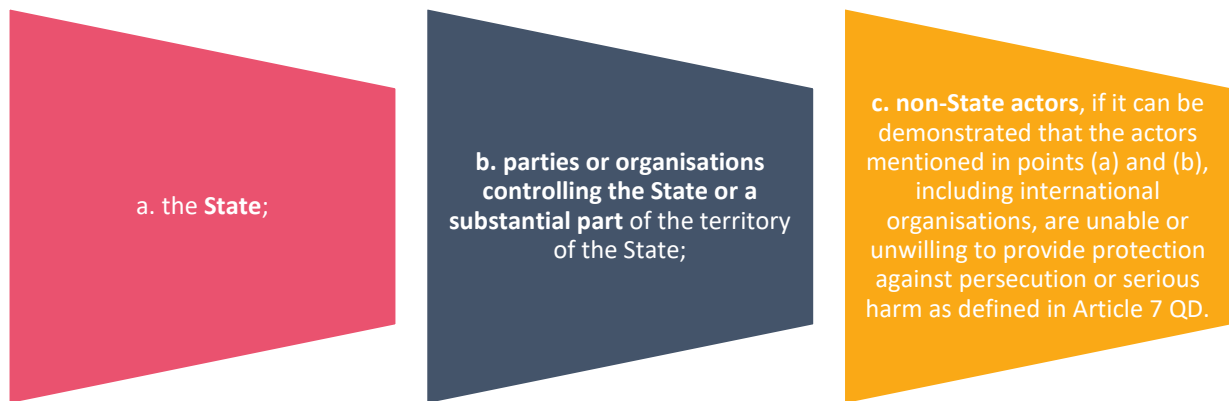 a. the State;
b. parties or organisations
controlling the State or a
substantial part of the territory
of the State;
c. non-State actors, if it can be
demonstrated that the actors
mentioned in points (a) and (b),
including international
organisations, are unable or
unwilling to provide protection
against persecution or serious
harm as defined in Article 7 QD.